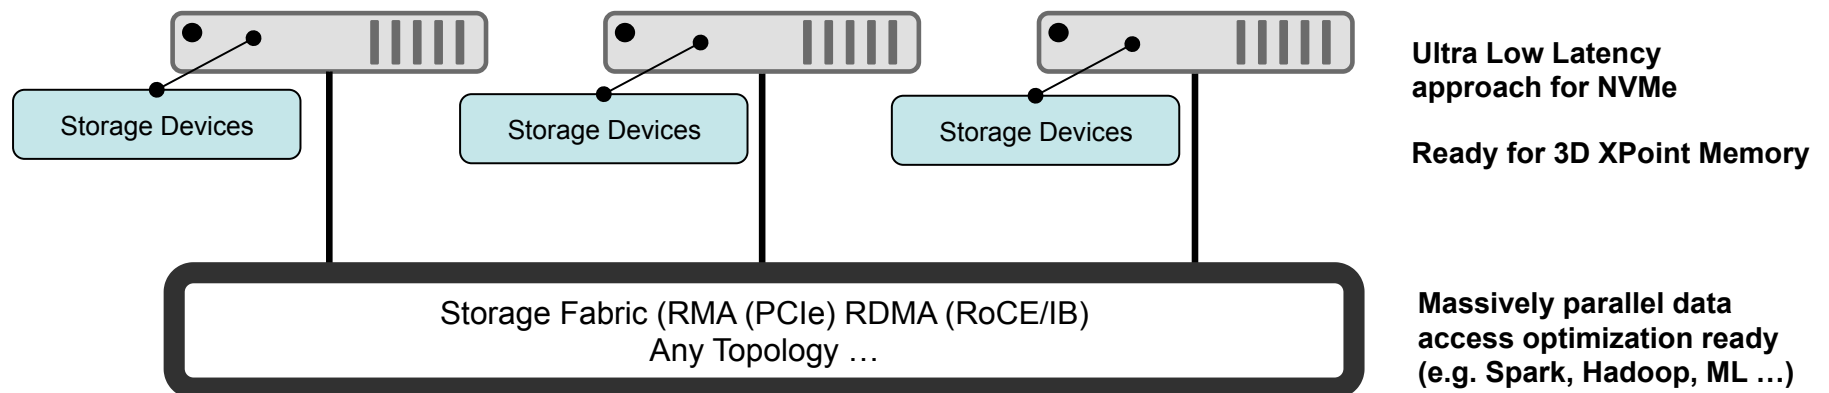 Storage Devices
Storage Devices
Storage Devices
Ultra Low Latency
approach for NVMe
Ready for 3D XPoint Memory
Storage Fabric (RMA (PCIe) RDMA (RoCE/IB)
Any Topology …
Massively parallel data
access optimization ready
(e.g. Spark, Hadoop, ML …)